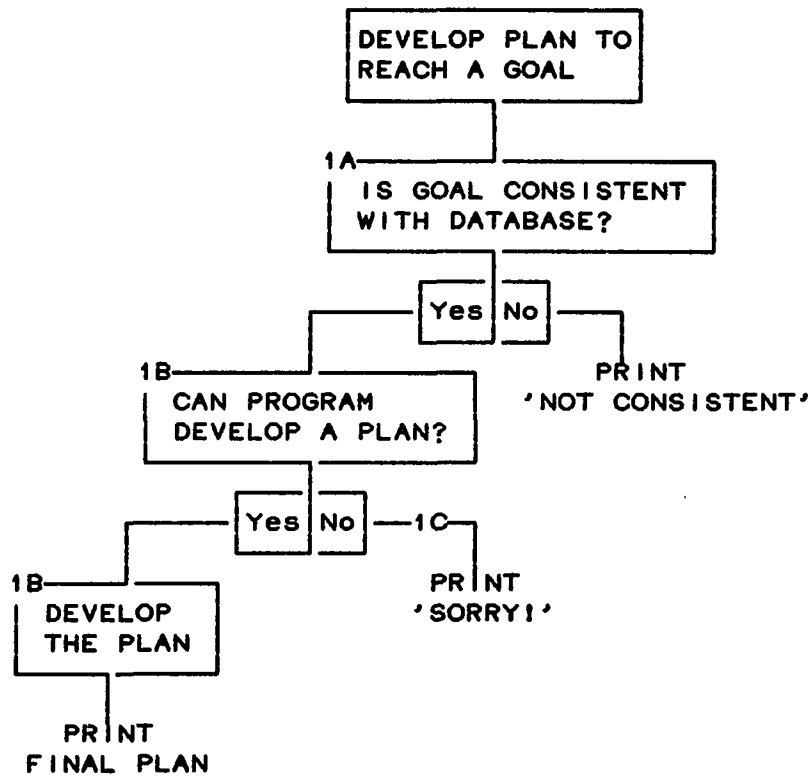 DEVELOP PLAN TO
REACH A GOAL
1A
IS GOAL CONSISTENT
WITH DATABASE?
Yes No
1B
CAN PROGRAM
DEVELOP A PLAN?
PRINT
'NOT CONSISTENT'
Yes No
1C
1B
DEVELOP
THE PLAN
PRINT
'SORRY!'
PRINT
FINAL PLAN